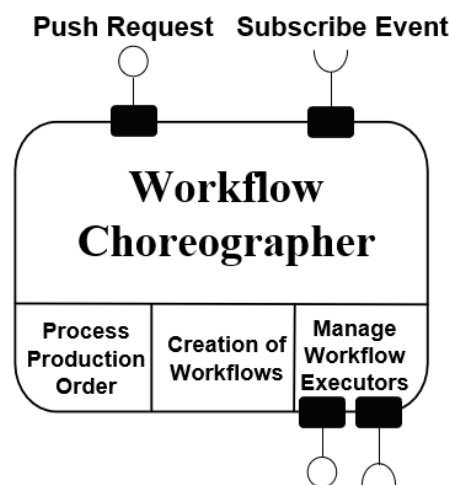 Push Request Subscribe Event
Workflow
Choreographer
Process
Production
Order
Creation of
Workflows
Manage
Workflow
Executors